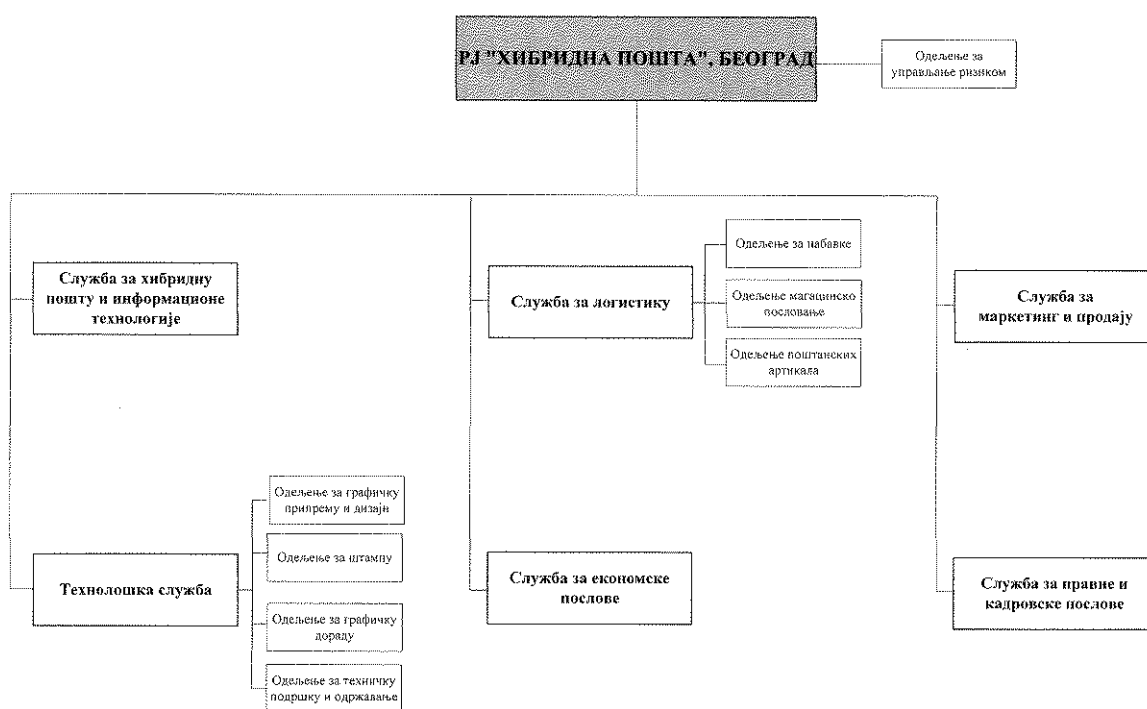 РЈ "ХИБРИДНА ПОШТА", БЕОГРАД
Одељење за
управљање ризиком
Служба за хибридну
пошту и информационе
технологије
Служба за логистику
Одељење за набавке
Одељење магацинско
пословање
Одељење поштанских
артикала
Служба за
маркетинг и продају
Технолошка служба
Одељење за графичку
припрему и дизајн
Одељење за штампу
Одељење за графичку
дораду
Одељење за техничку
подршку и одржавање
Служба за економске
послове
Служба за правне и
кадровске послове